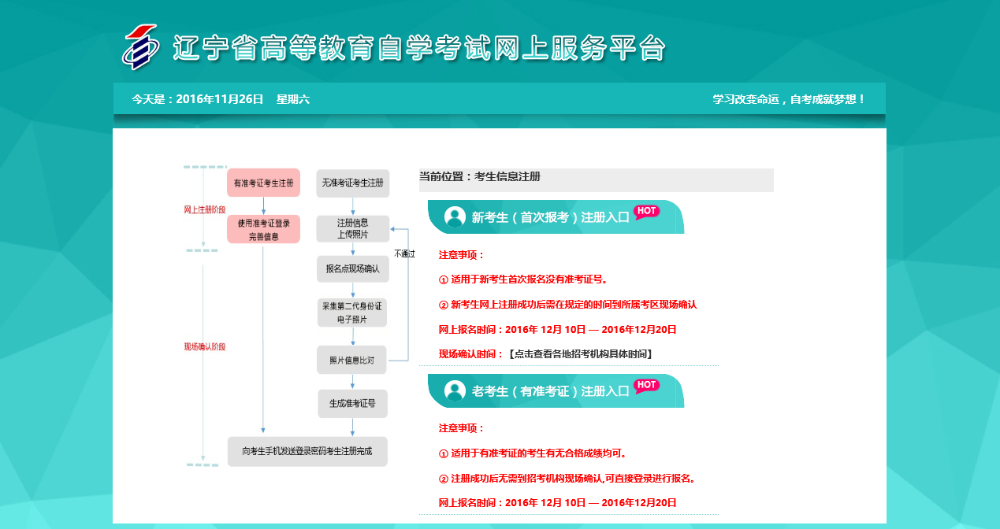 辽宁省高等教育自学考试网上服务平台
今天是：2016年11月26日 星期六
学习改变命运，自考成就梦想！
有准考证考生注册
无准考证考生注册
网上注册阶段
使用准考证登录
完善信息
注册信息
上传照片
不通过
报名点现场确认
采集第二代身份证
电子照片
现场确认阶段
照片信息比对
生成准考证号
向考生手机发送登录密码考生注册完成
当前位置：考生信息注册
新考生（首次报考）注册入口
HOT
注意事项：
① 适用于新考生首次报名没有准考证号。
② 新考生网上注册成功后需在规定的时间到所属考区现场确认
网上报名时间：2016年 12月 10日 — 2016年12月20日
现场确认时间：【点击查看各地招考机构具体时间】
老考生（有准考证）注册入口
HOT
注意事项：
① 适用于有准考证的考生有无合格成绩均可。
② 注册成功后无需到招考机构现场确认,可直接登录进行报名。
网上报名时间：2016年 12月 10日 — 2016年12月20日